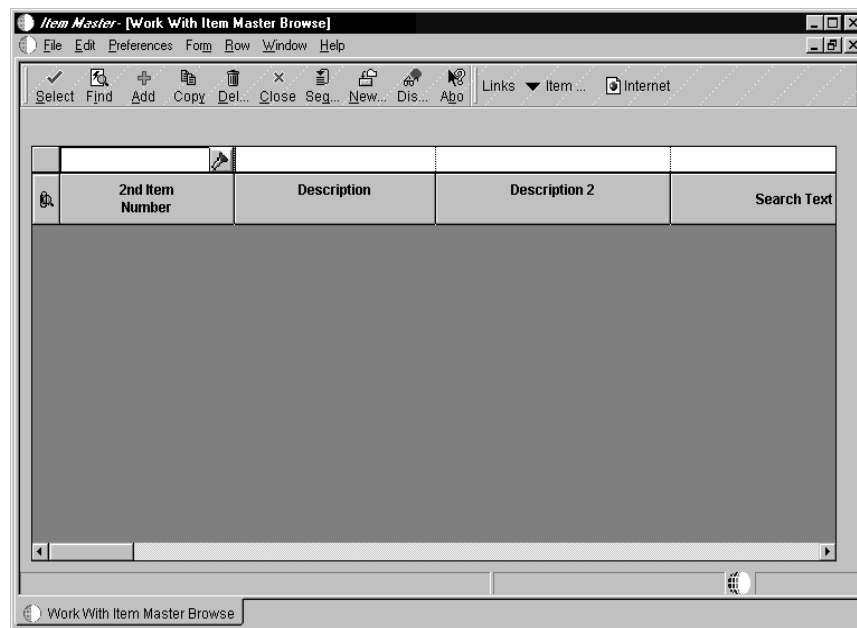 Item Master - [Work With Item Master Browse]
File Edit Preferences Form Row Window Help
Select Find Add Copy Del... Close Seg... New... Dis... Abo Links Item ... Internet
2nd Item Number Description Description 2 Search Text
Work With Item Master Browse